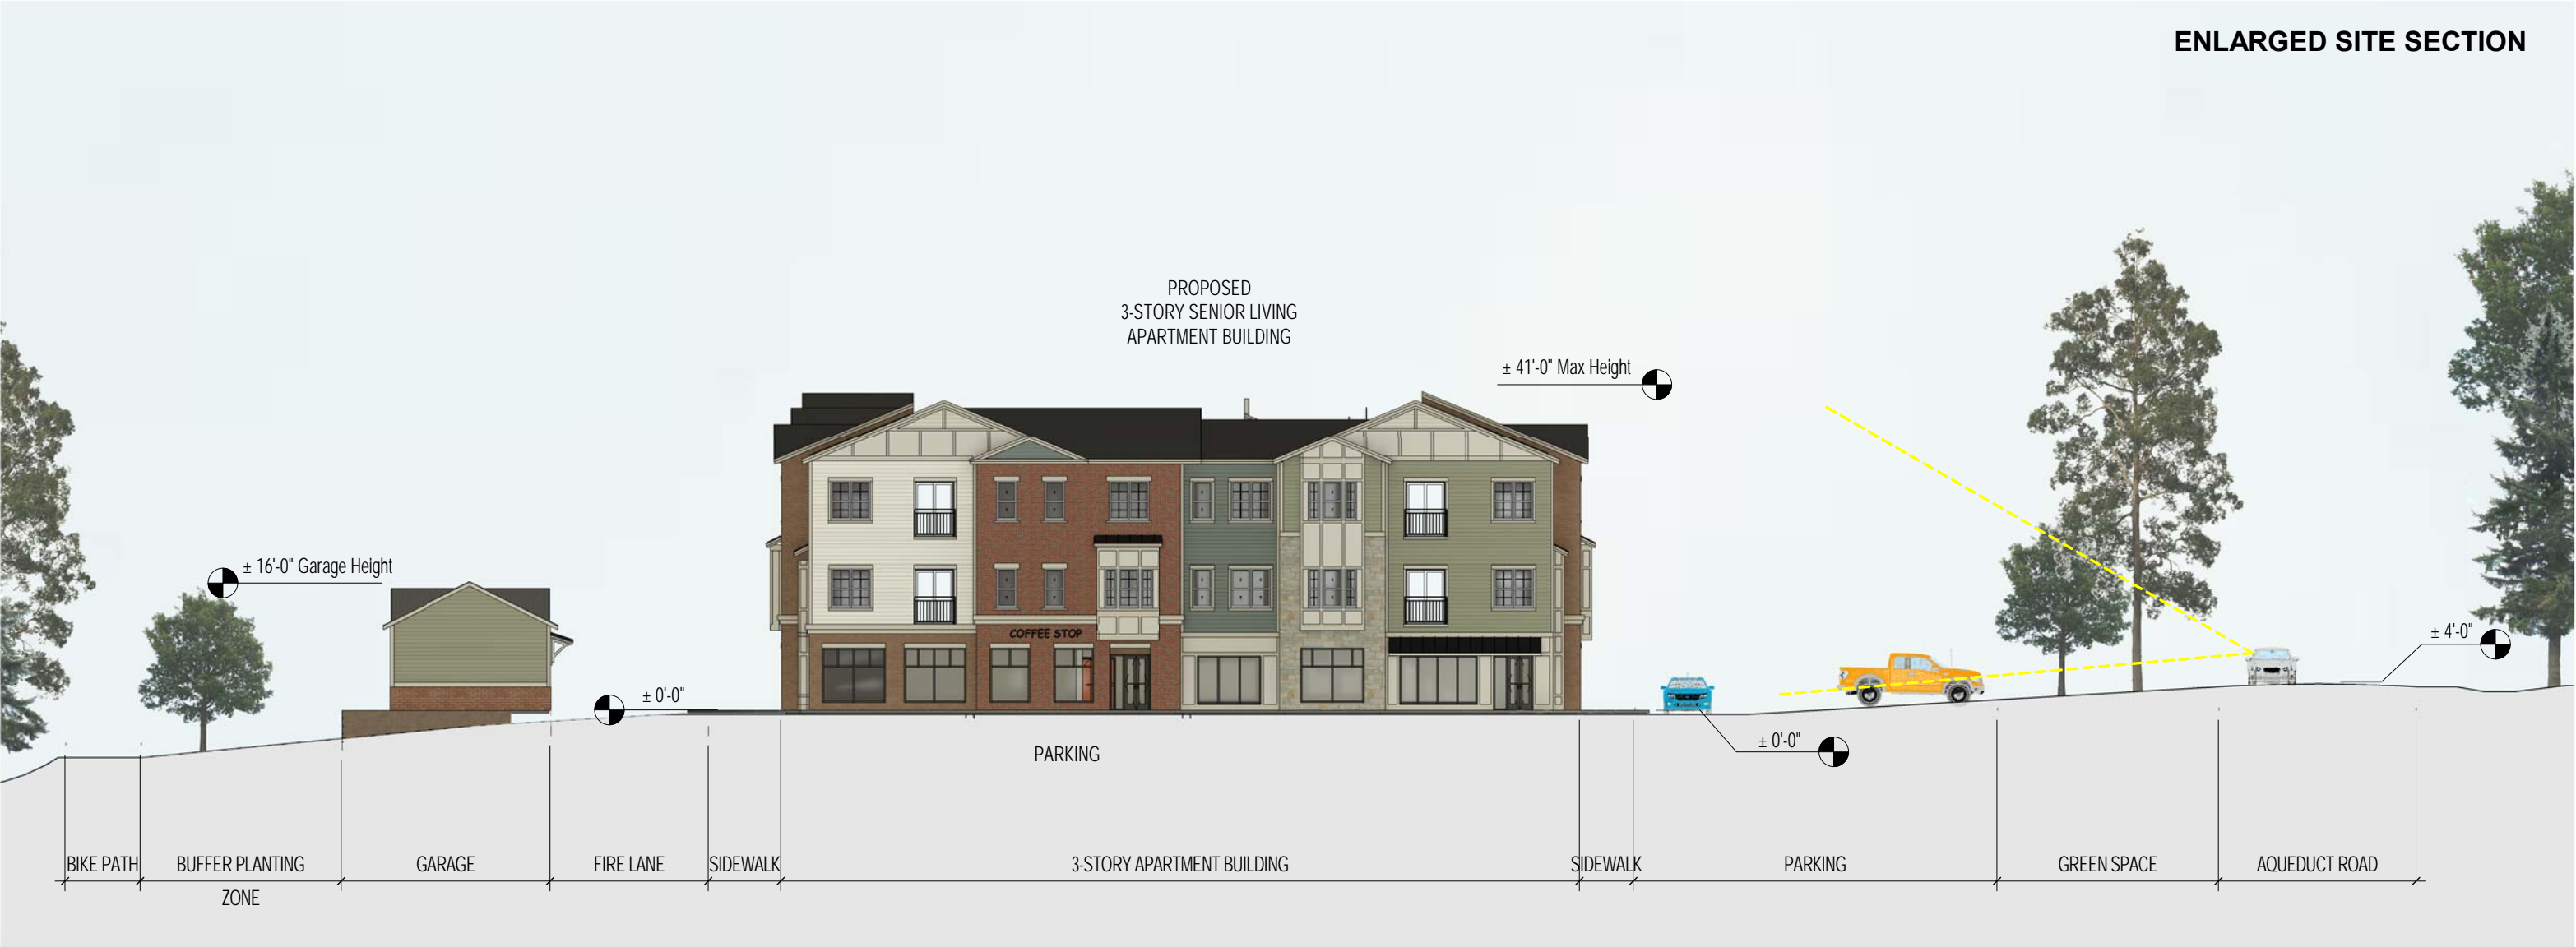 ENLARGED SITE SECTION
PROPOSED
3-STORY SENIOR LIVING
APARTMENT BUILDING
± 41'-0" Max Height
± 16'-0" Garage Height
COFFEE STOP
± 4'-0"
± 0'-0"
± 0'-0"
PARKING
BIKE PATH
BUFFER PLANTING
ZONE
GARAGE
FIRE LANE
SIDEWALK
3-STORY APARTMENT BUILDING
SIDEWALK
PARKING
GREEN SPACE
AQUEDUCT ROAD